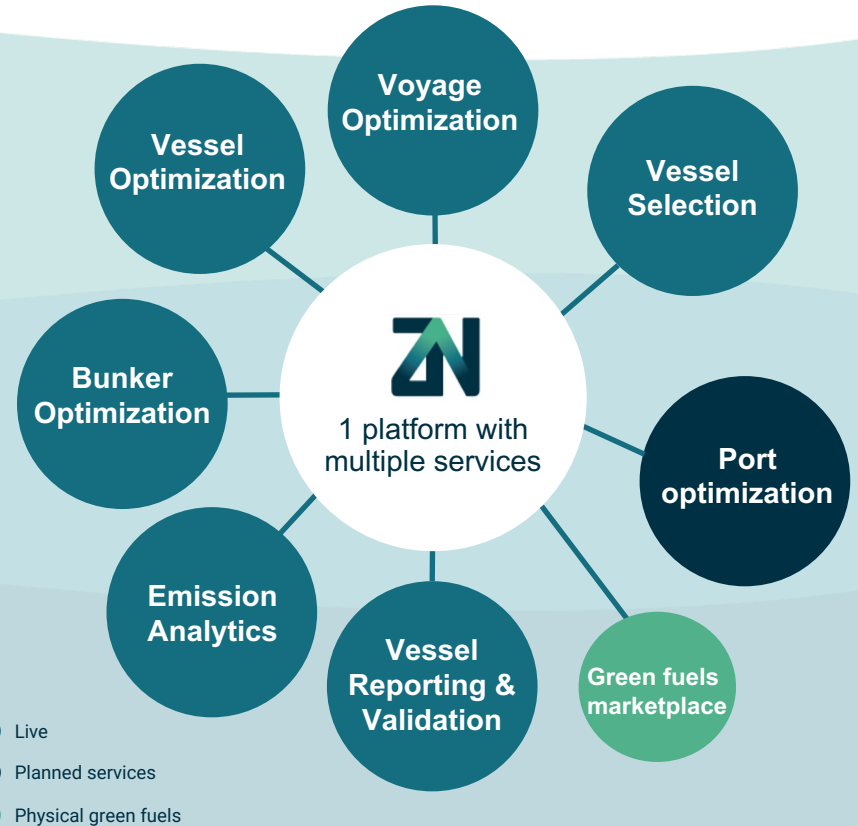 Voyage
Optimization
Vessel
Optimization
Vessel
Selection
ZN
1 platform with
multiple services
Bunker
Optimization
Port
optimization
Emission
Analytics
Vessel
Reporting &
Validation
Green fuels
marketplace
Live
Planned services
Physical green fuels